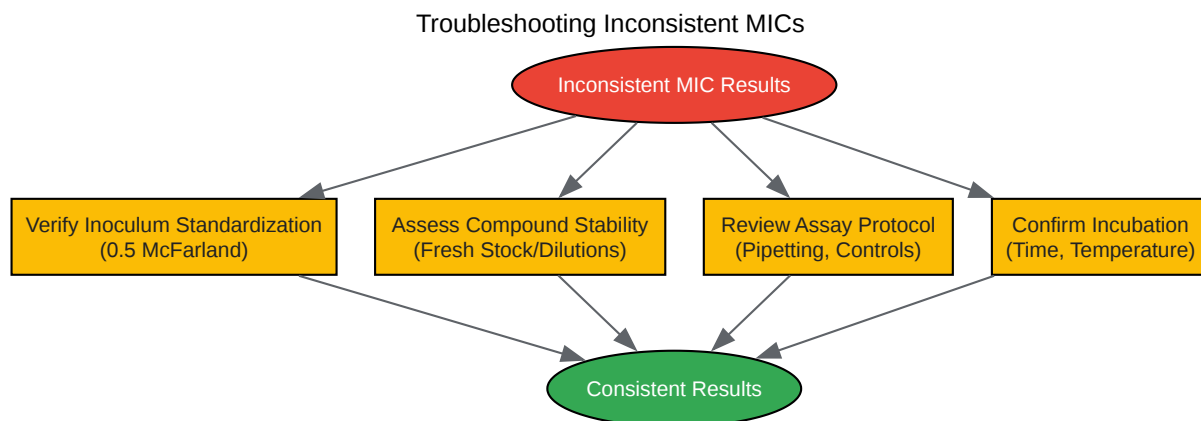 Troubleshooting Inconsistent MICs
Inconsistent MIC Results
Verify Inoculum Standardization
(0.5 McFarland)
Assess Compound Stability
(Fresh Stock/Dilutions)
Review Assay Protocol
(Pipetting, Controls)
Confirm Incubation
(Time, Temperature)
Consistent Results